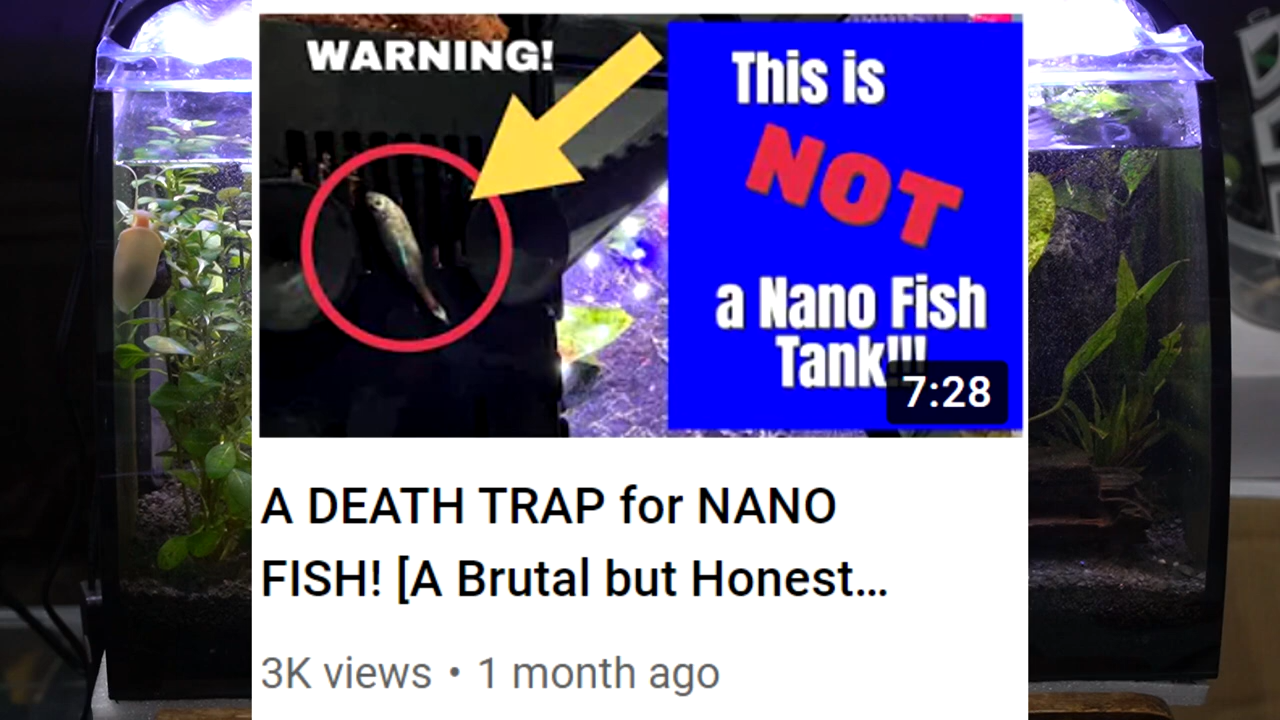 WARNING!
This is
NOT
a Nano Fish
Tank!!!
7:28
A DEATH TRAP for NANO
FISH! [A Brutal but Honest...
3K views • 1 month ago